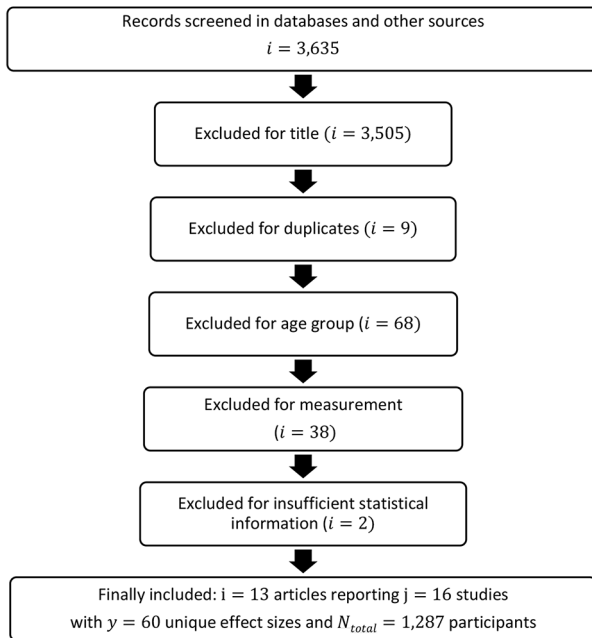 Records screened in databases and other sources
i = 3,635
Excluded for title (i = 3,505)
Excluded for duplicates (i = 9)
Excluded for age group (i = 68)
Excluded for measurement
(i = 38)
Excluded for insufficient statistical
information (i = 2)
Finally included: i = 13 articles reporting j = 16 studies
with y = 60 unique effect sizes and N_total = 1,287 participants